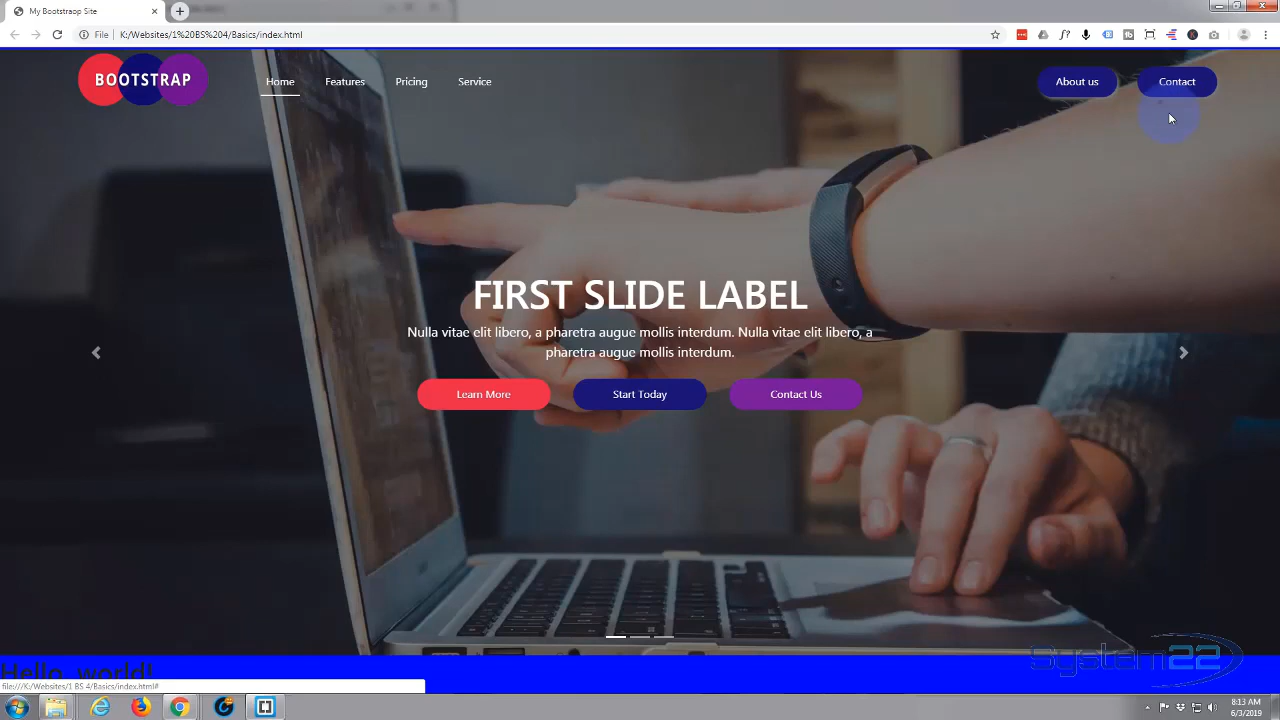 My Bootstraop Site
File | K:/Websites/1%20BS%204/Basics/index.html
BOOTSTRAP
Home
Features
Pricing
Service
About us
Contact
FIRST SLIDE LABEL
Nulla vitae elit libero, a pharetra augue mollis interdum. Nulla vitae elit libero, a
pharetra augue mollis interdum.
Learn More
Start Today
Contact Us
Hello, world!
file:///K:/Websites/1 BS 4/Basics/index.html#
system22
8:13 AM
6/3/2019